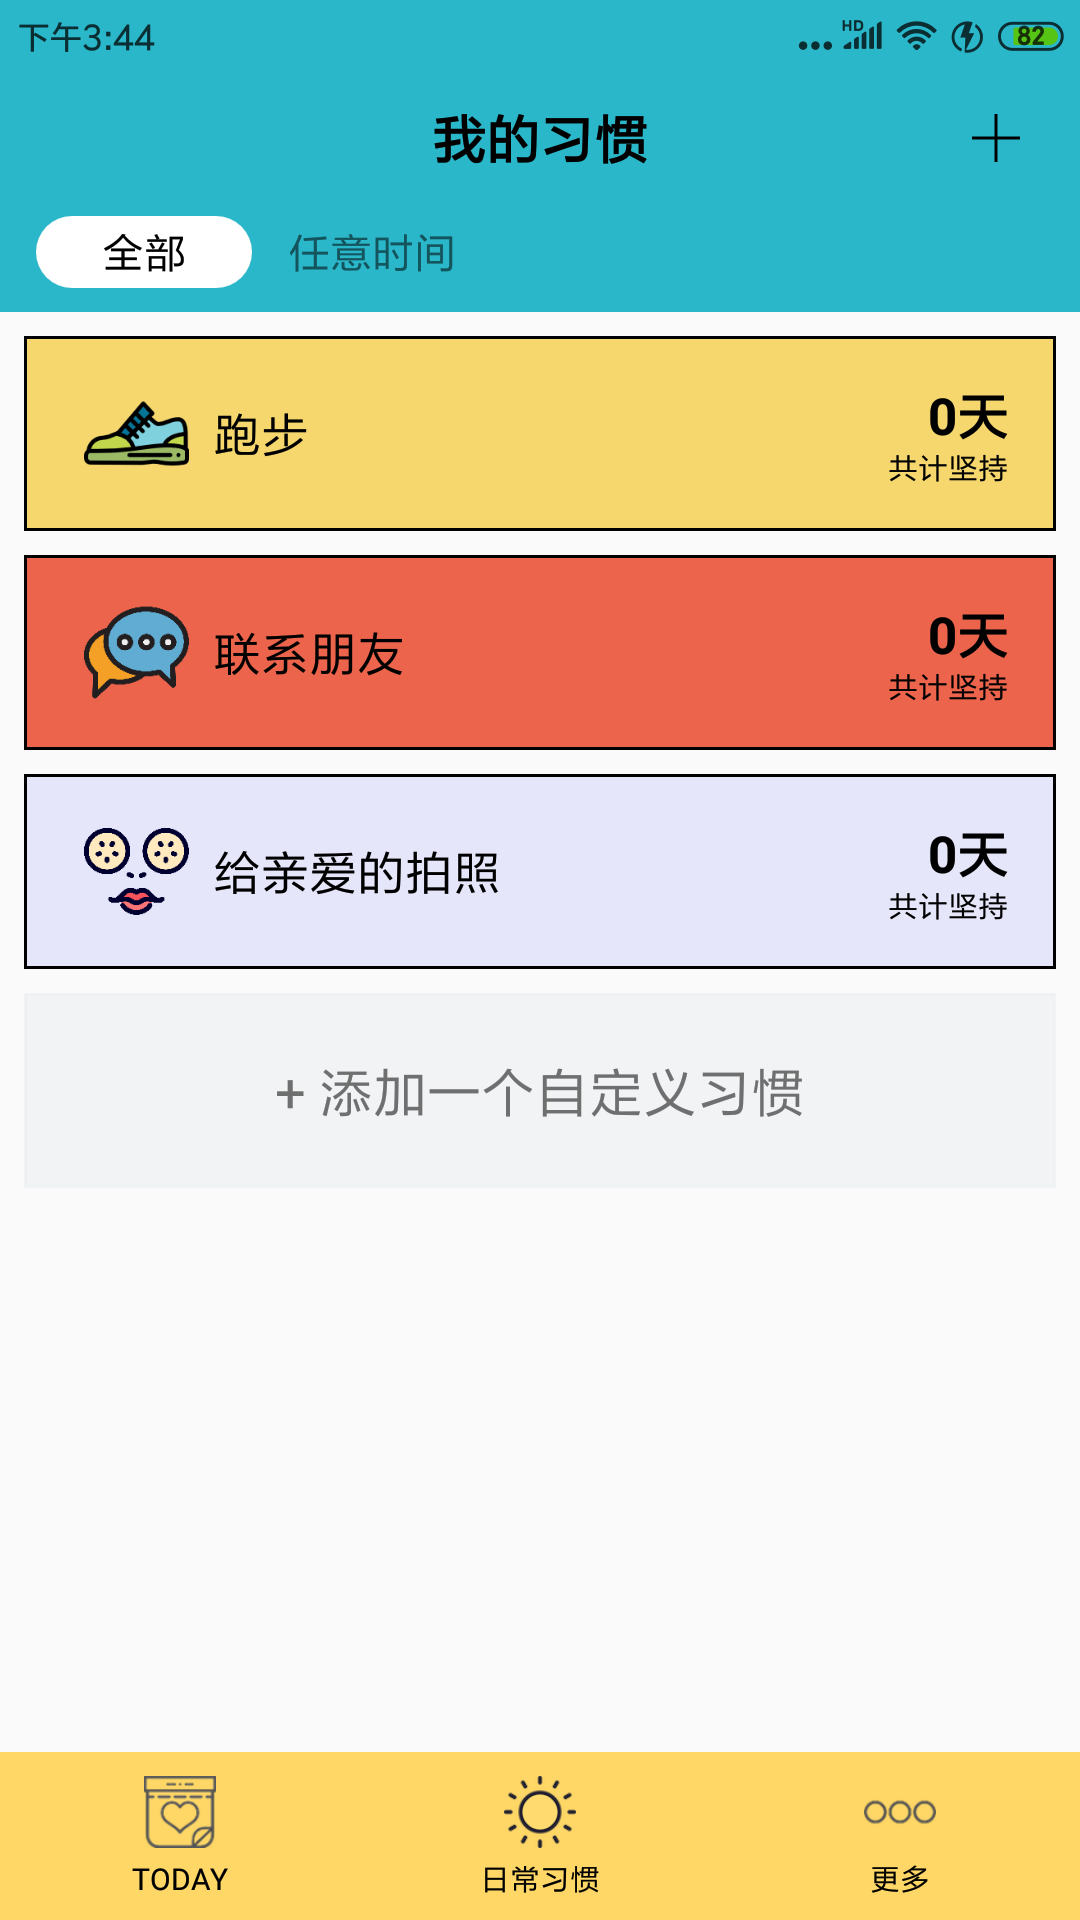 下午3:44
HD
82
我的习惯
全部 任意时间
跑步
0天
共计坚持
联系朋友
0天
共计坚持
给亲爱的拍照
0天
共计坚持
+ 添加一个自定义习惯
TODAY 日常习惯 更多